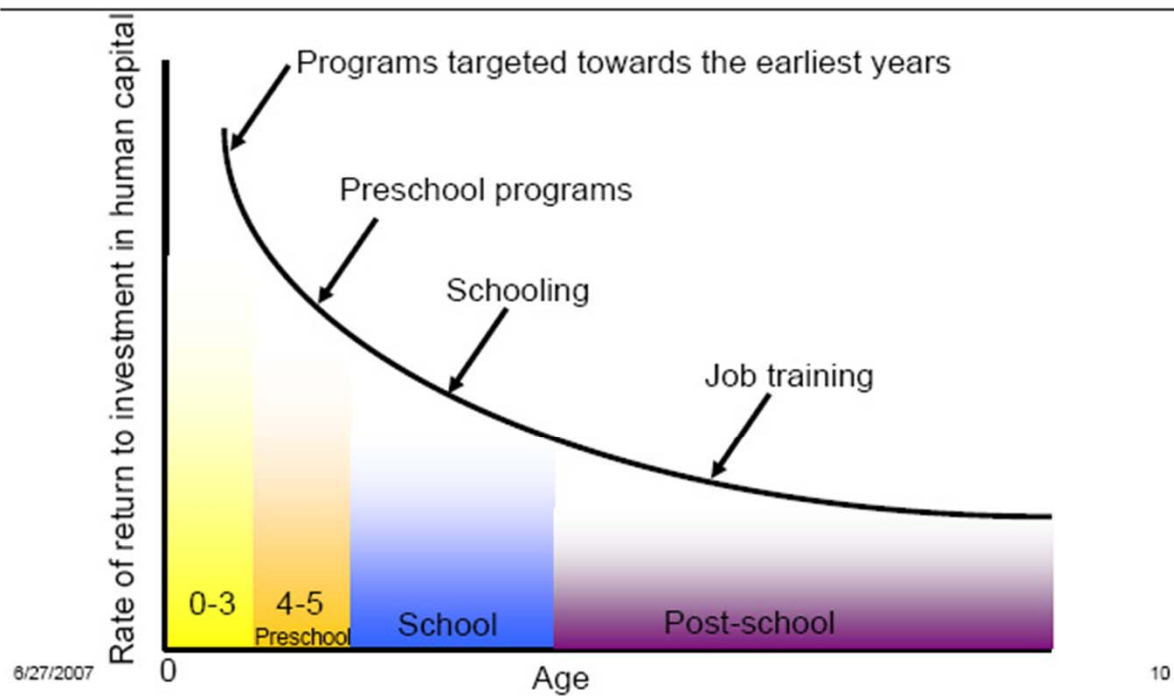 Rate of return to investment in human capital
Programs targeted towards the earliest years
Preschool programs
Schooling
Job training
0-3
4-5
Preschool
School
Post-school
6/27/2007
0
Age
10